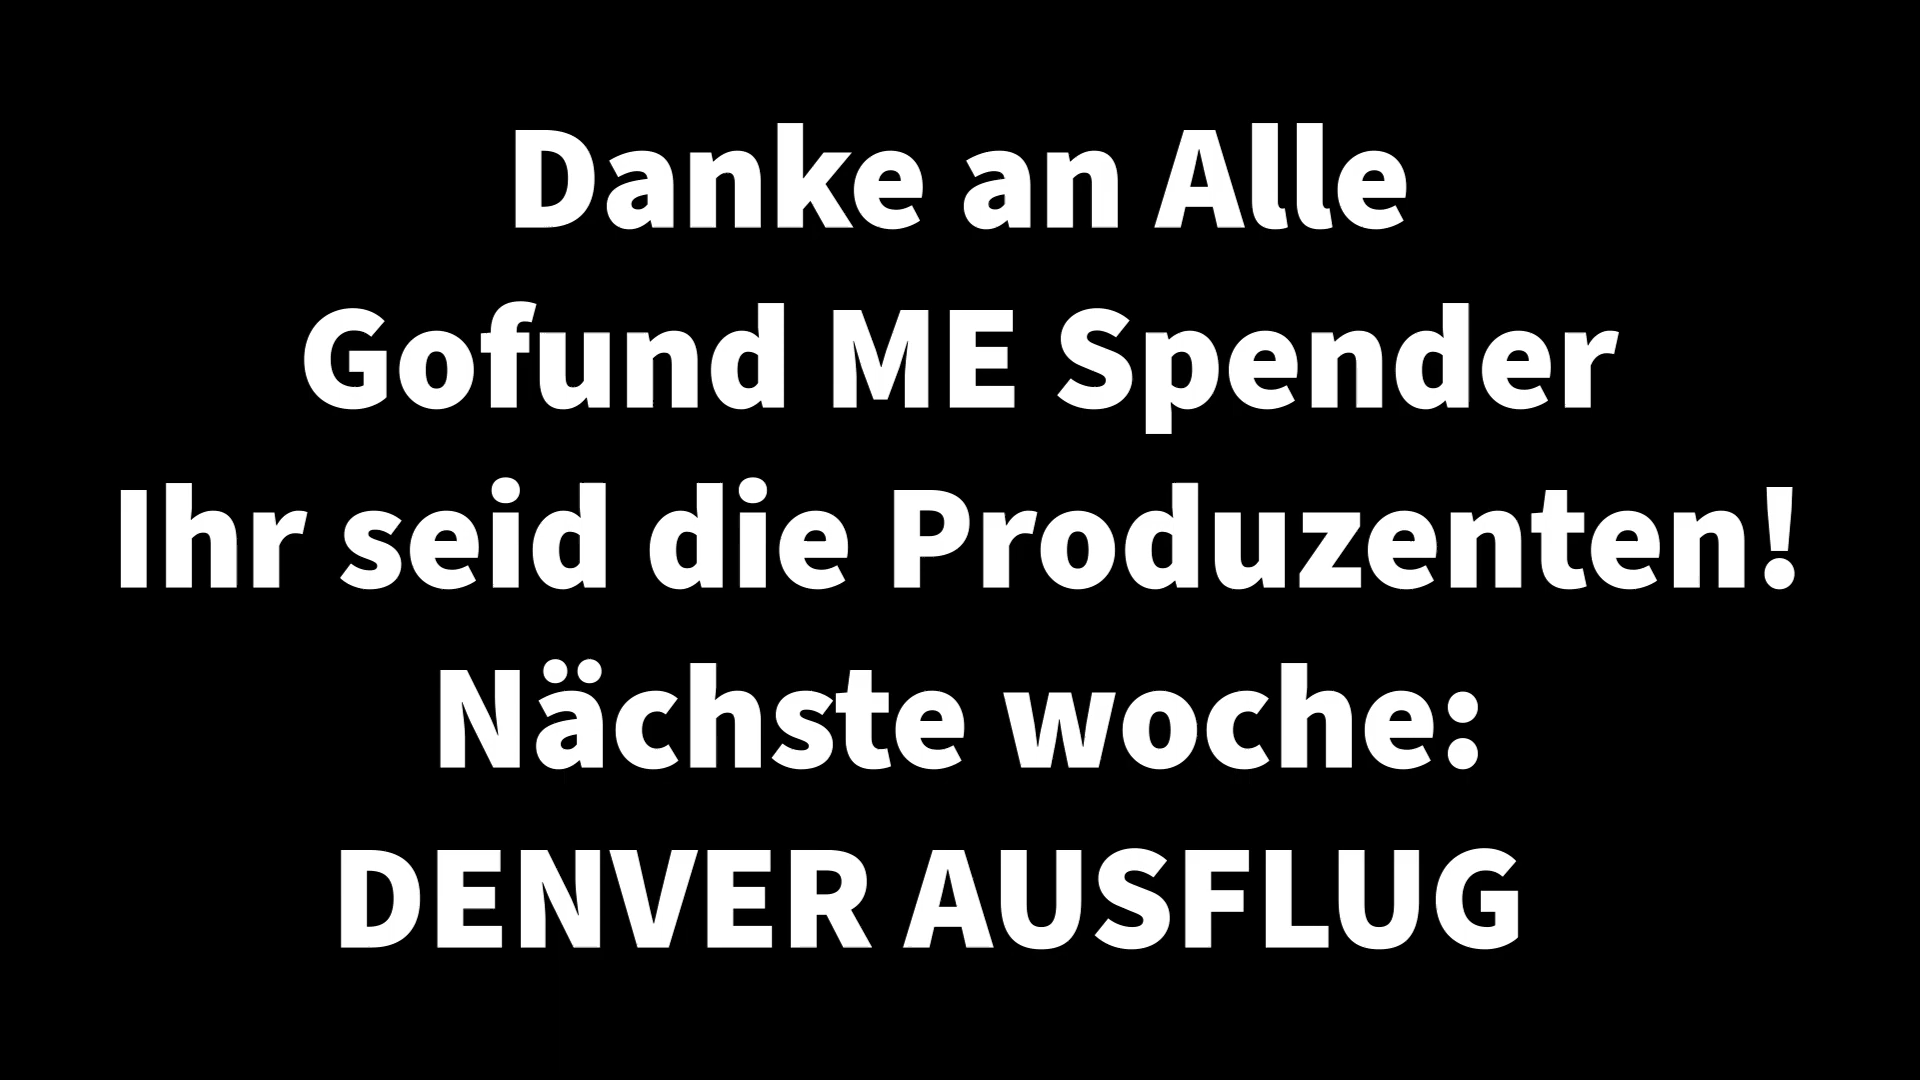 Danke an Alle
Gofund ME Spender
Ihr seid die Produzenten!
Nächste woche:
DENVER AUSFLUG